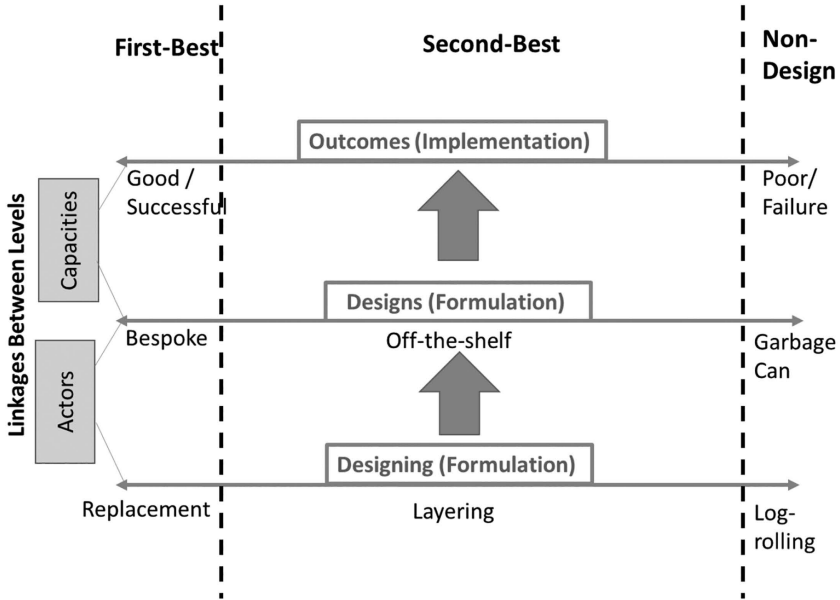 First-Best
Second-Best
Non-
Design
Outcomes (Implementation)
Good /
Successful
Poor/
Failure
Linkages Between Levels
Capacities
Designs (Formulation)
Bespoke
Off-the-shelf
Garbage
Can
Actors
Designing (Formulation)
Replacement
Layering
Log-
rolling